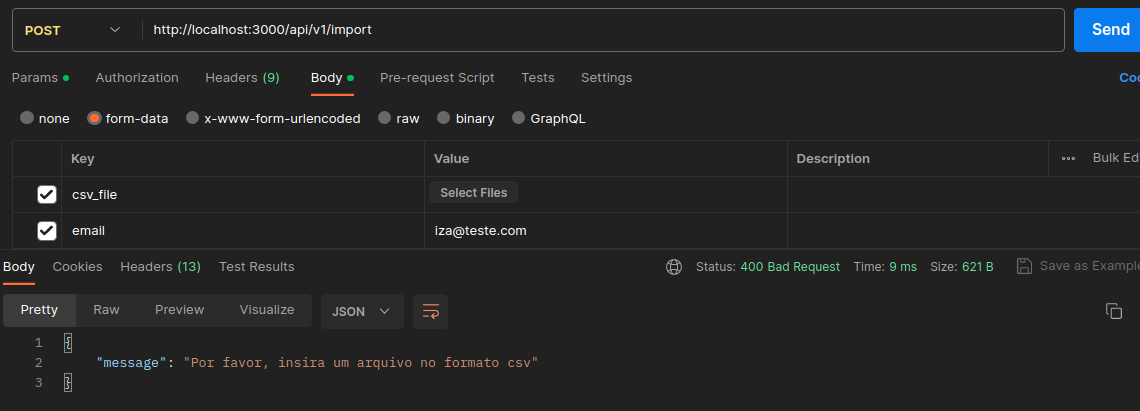 POST http://localhost:3000/api/v1/import Send
Params Authorization Headers (9) Body Pre-request Script Tests Settings Coo
none form-data x-www-form-urlencoded raw binary GraphQL
Key Value Description Bulk Ed
csv_file Select Files
email iza@teste.com
Body Cookies Headers (13) Test Results Status: 400 Bad Request Time: 9 ms Size: 621 B Save as Example
Pretty Raw Preview Visualize JSON
1 {
2 "message": "Por favor, insira um arquivo no formato csv"
3 }